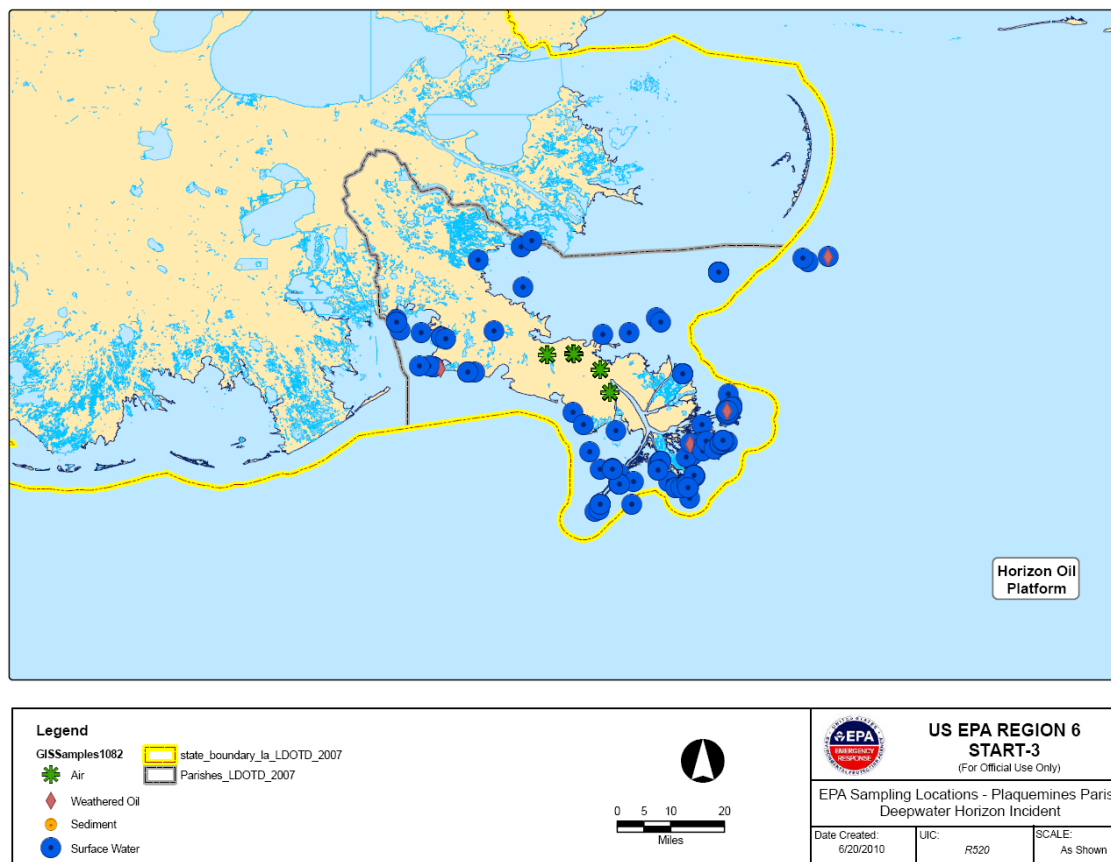 Horizon Oil
Platform
Legend
GISSamples1082
Air
Weathered Oil
Sediment
Surface Water
state_boundary_la_LDOTD_2007
Parishes_LDOTD_2007
0 5 10 20
Miles
UNITED STATES
EPA
EMERGENCY
RESPONSE
US EPA REGION 6
START-3
(For Official Use Only)
EPA Sampling Locations - Plaquemines Paris
Deepwater Horizon Incident
Date Created:
6/20/2010
UIC:
R520
SCALE:
As Shown